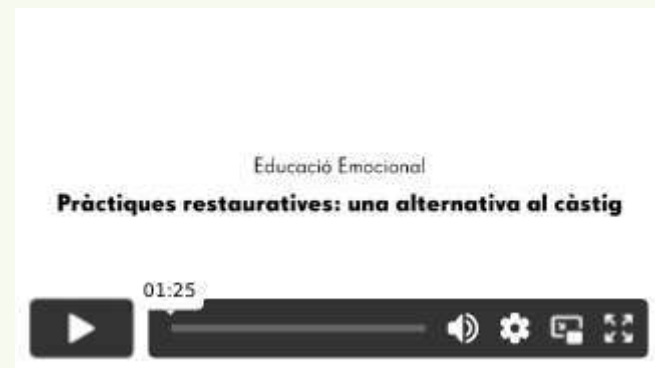 Educació Emocional
Pràctiques restauratives: una alternativa al càstig
01:25